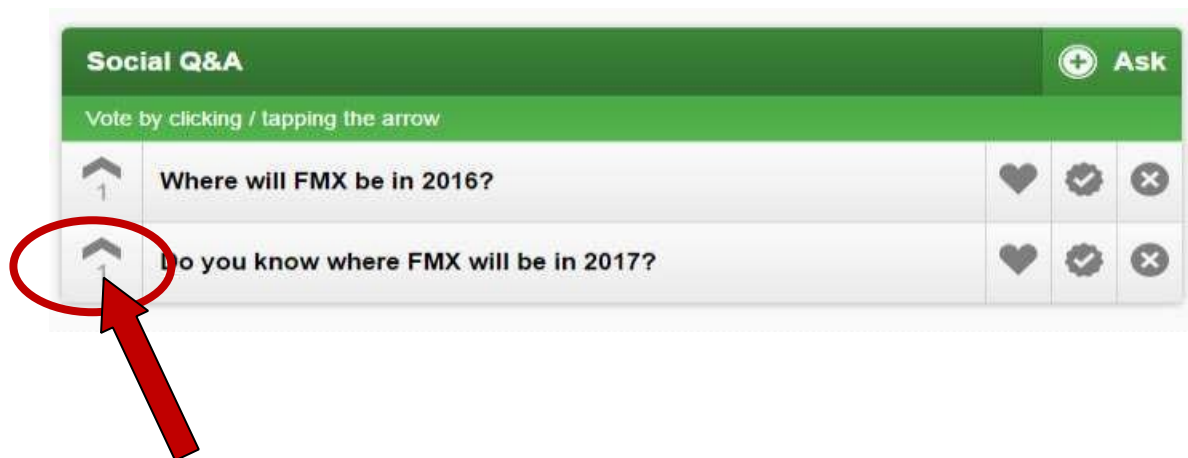 Social Q&A
Ask
Vote by clicking / tapping the arrow
1
Where will FMX be in 2016?
1
Do you know where FMX will be in 2017?